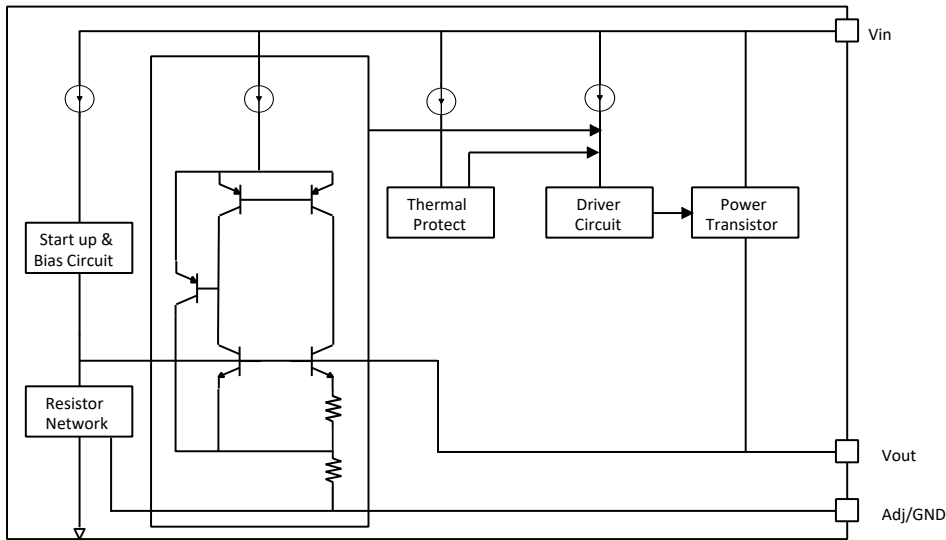 Vin
Thermal
Protect
Driver
Circuit
Power
Transistor
Start up &
Bias Circuit
Resistor
Network
Vout
Adj/GND